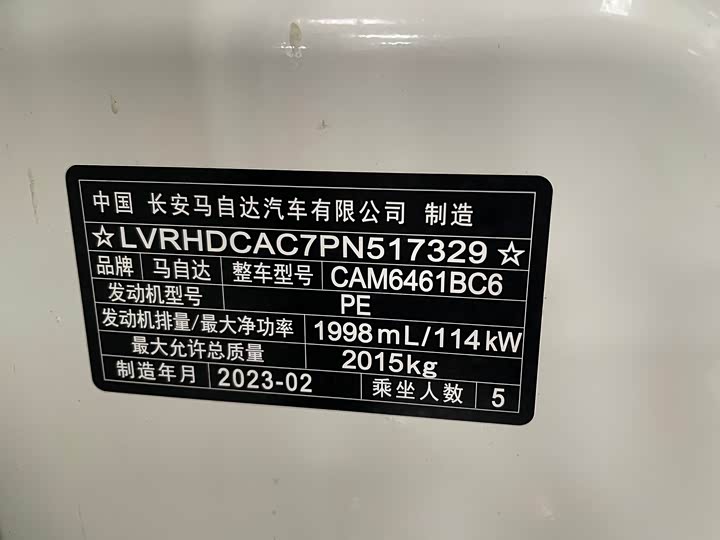 中国 长安马自达汽车有限公司 制造
☆LVRHDCAC7PN517329☆
品牌 马自达 整车型号 CAM6461BC6
发动机型号 PE
发动机排量/最大净功率 1998mL/114kW
最大允许总质量 2015kg
制造年月 2023-02 乘坐人数 5